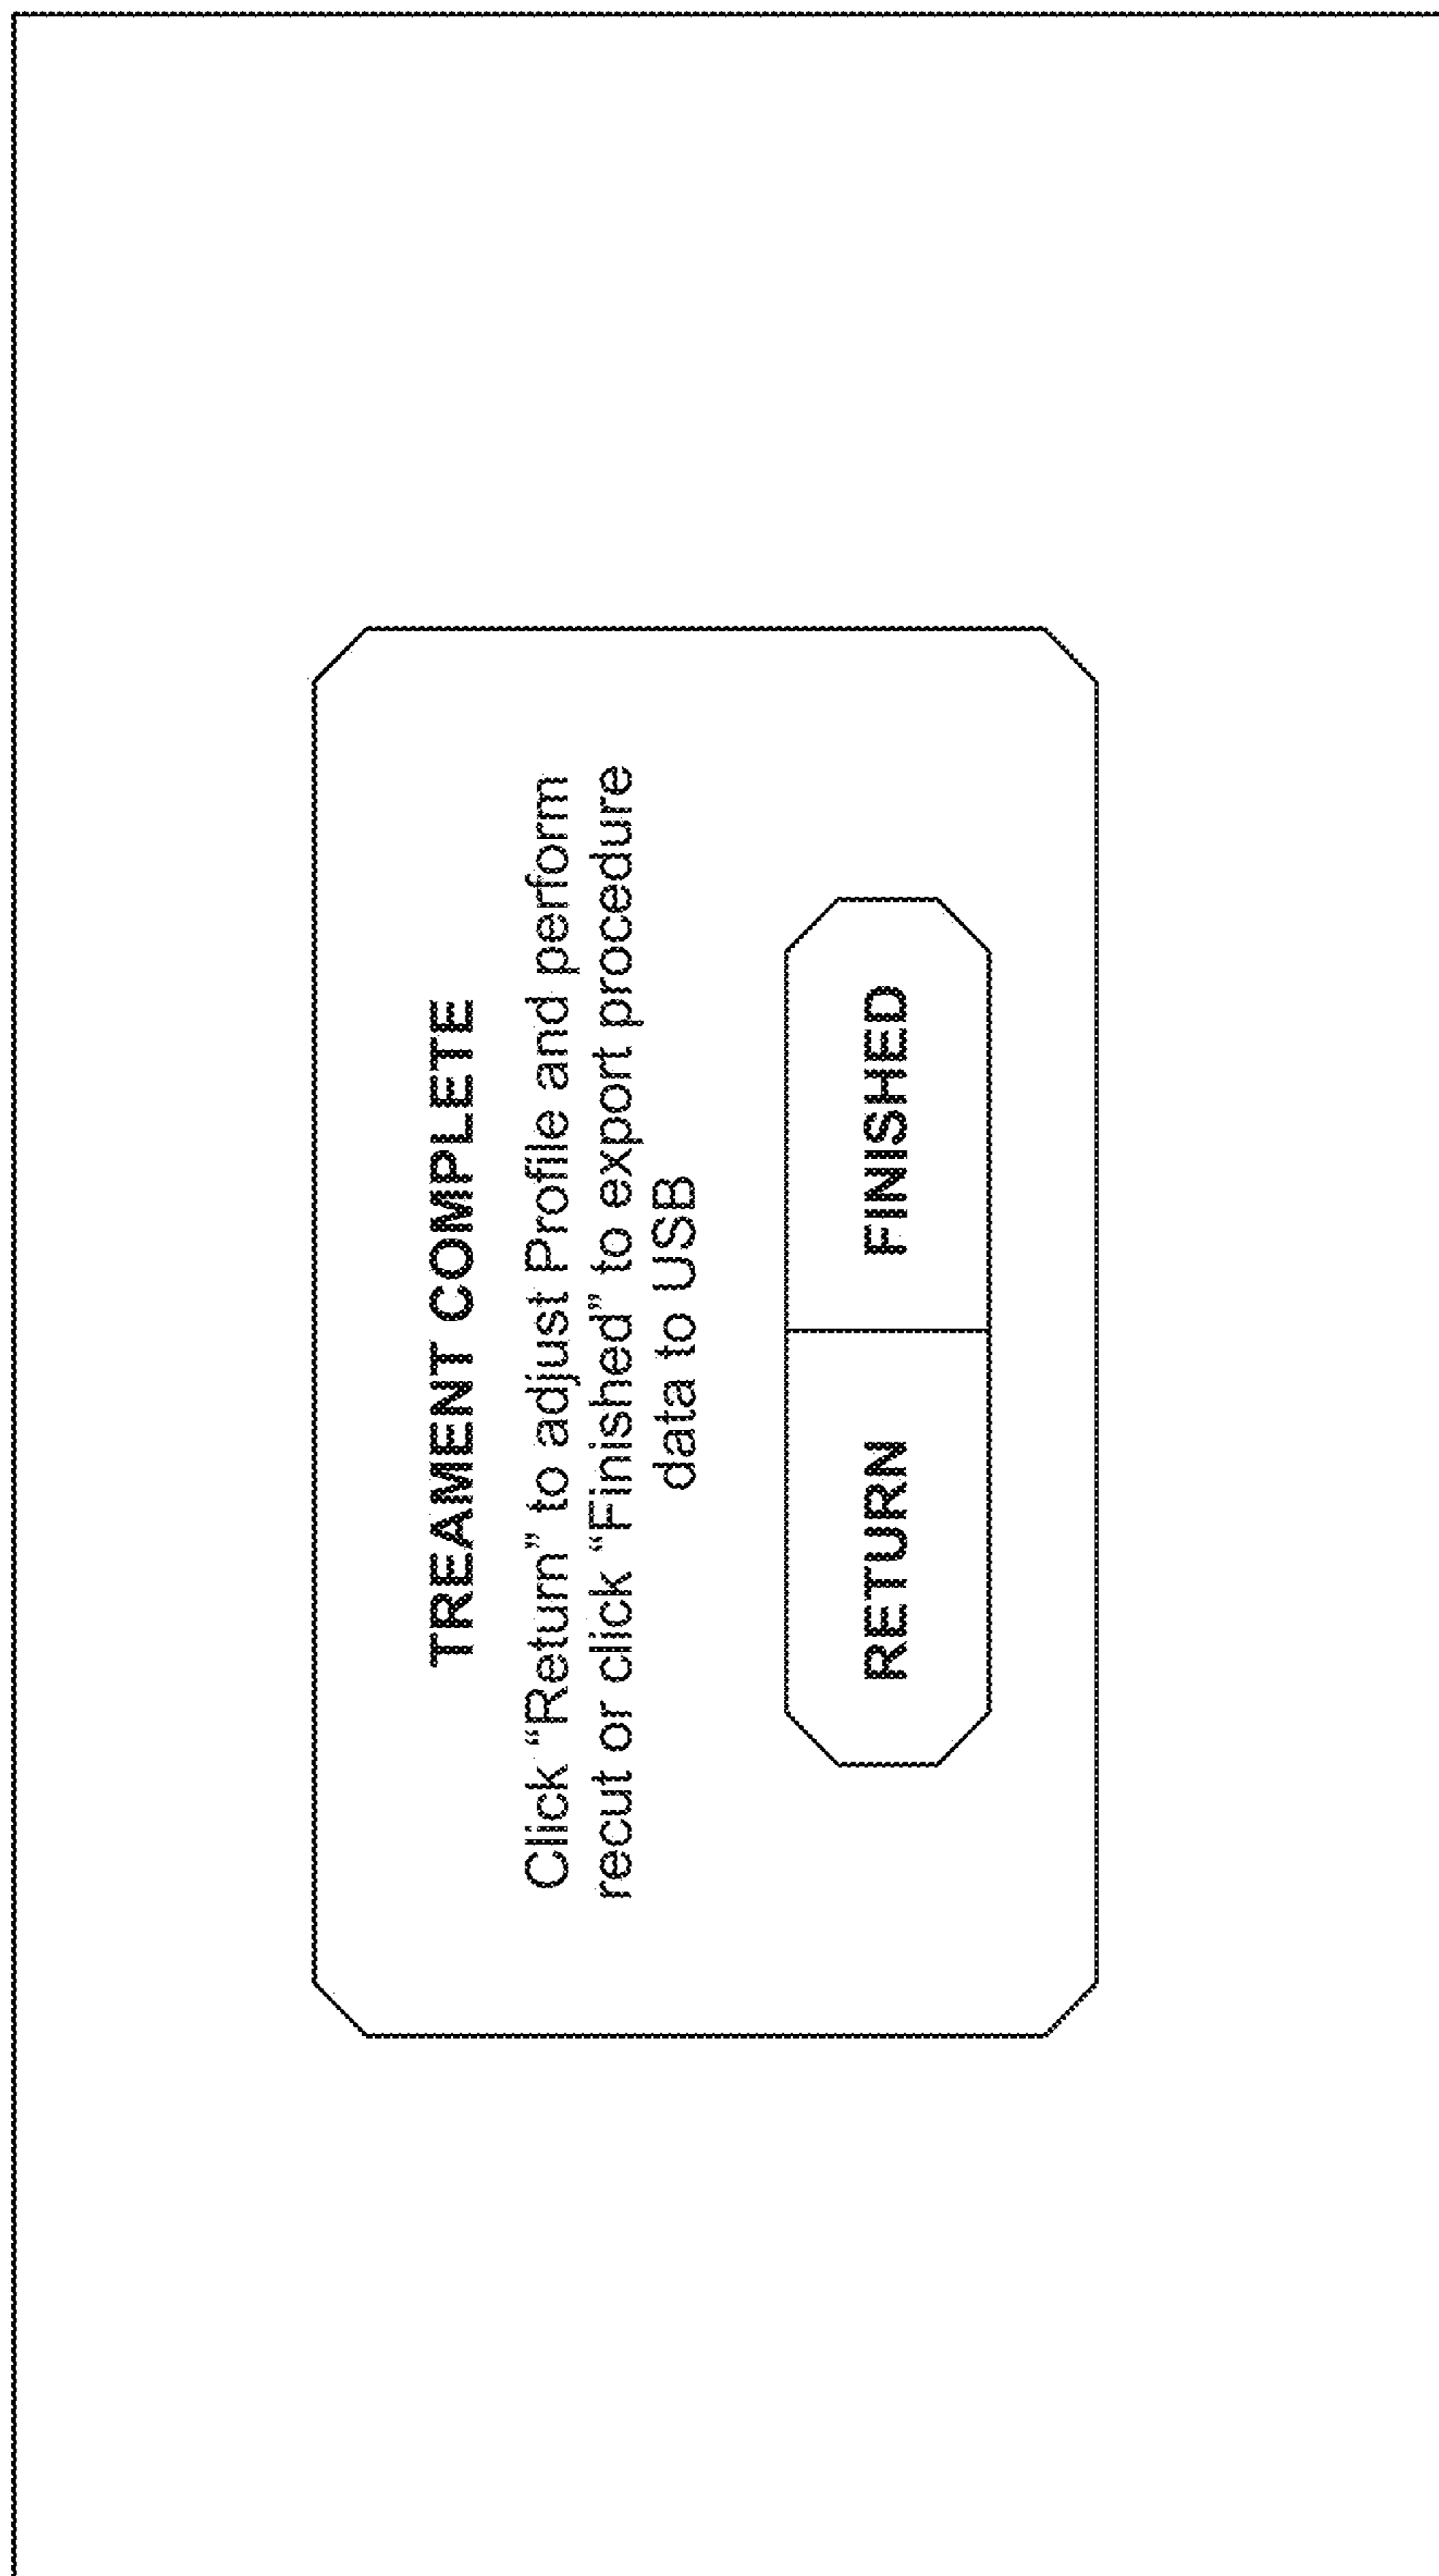 TREAMENT COMPLETE
Click “Return” to adjust Profile and perform
recut or click “Finished” to export procedure
data to USB
RETURN
FINISHED